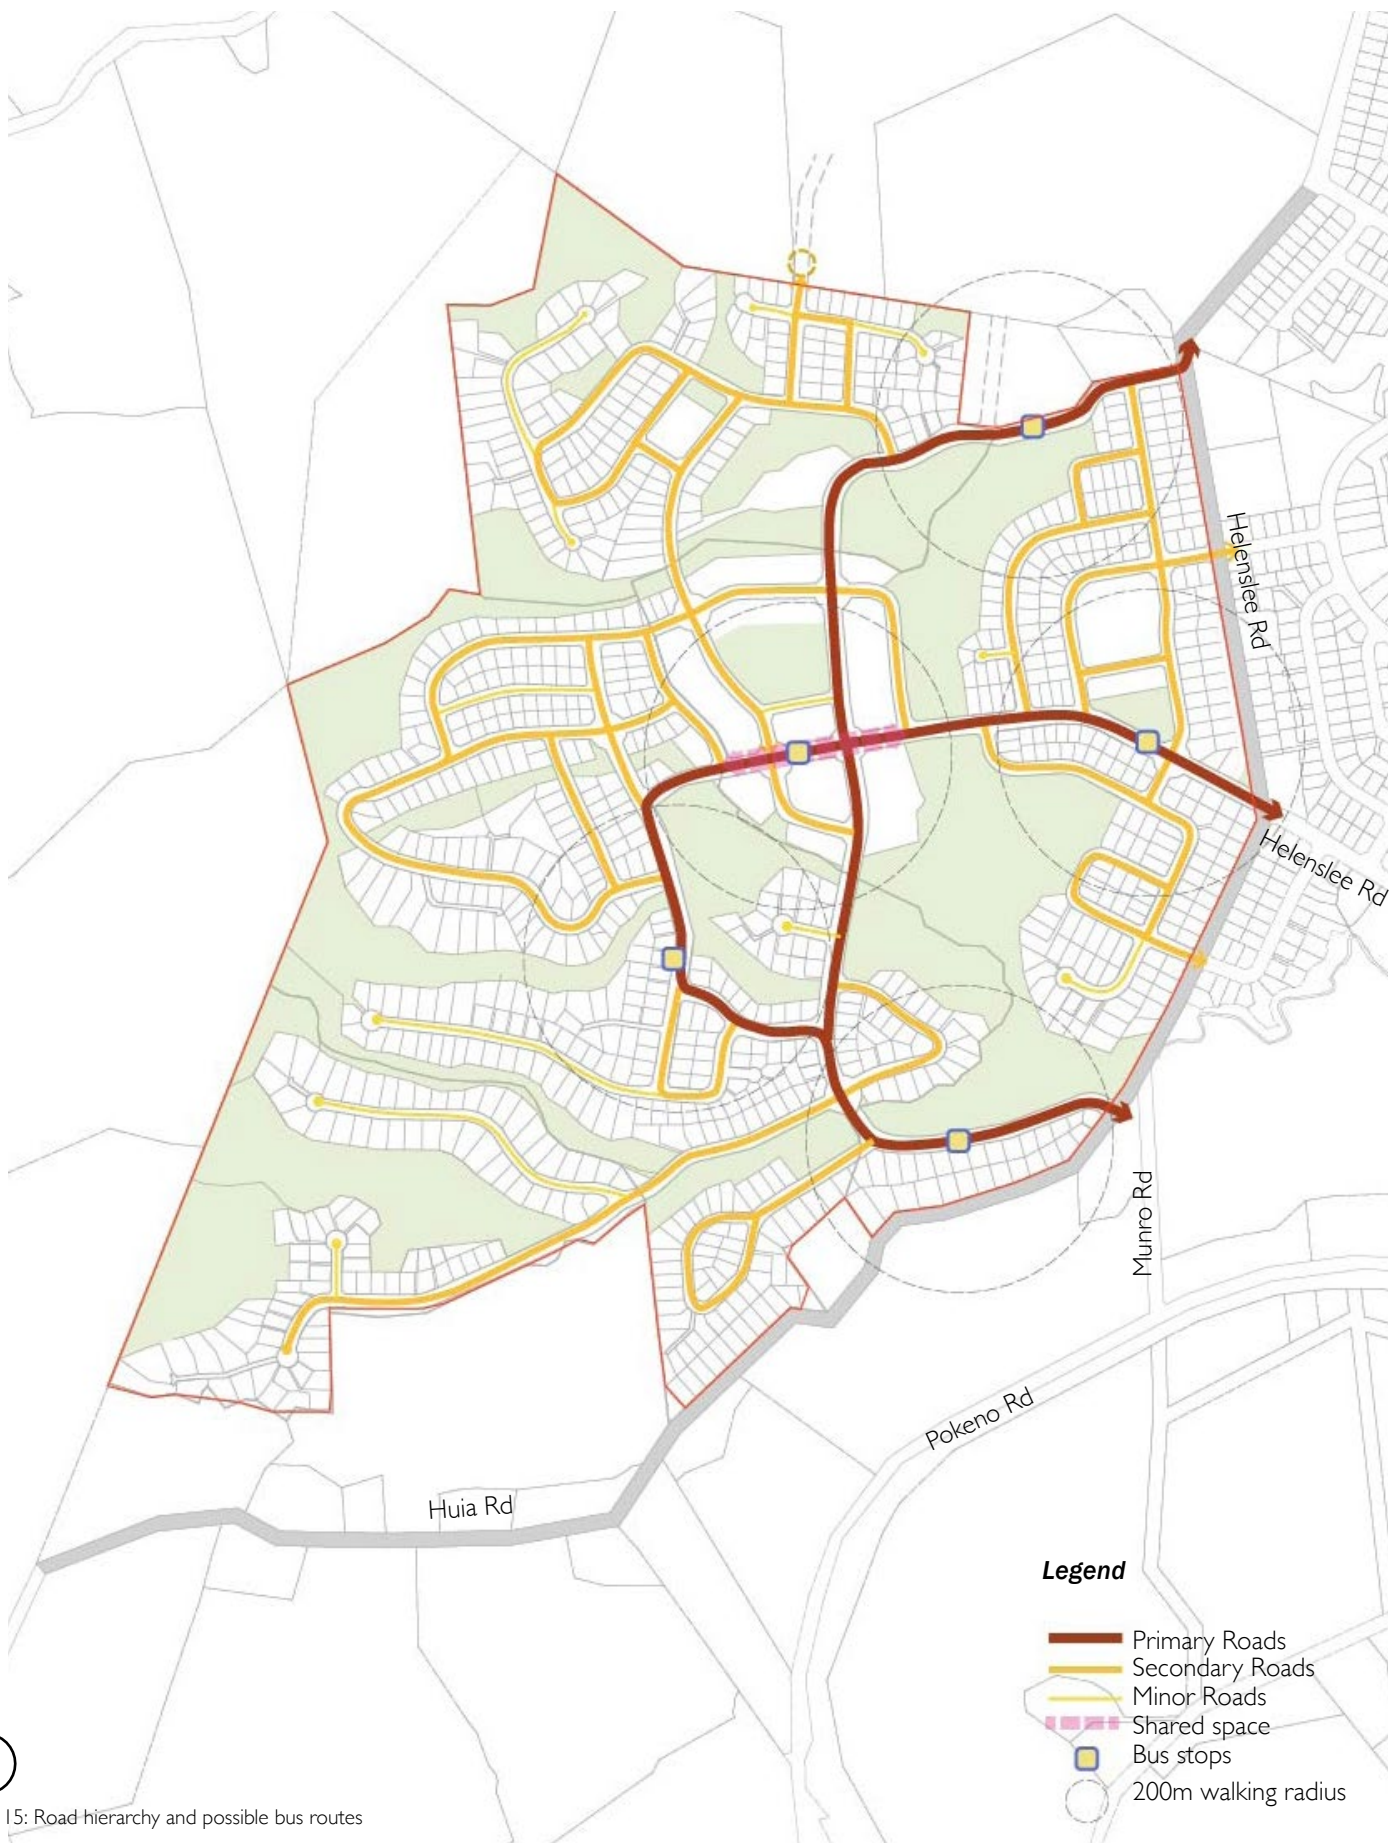 Helenslee Rd
Helenslee Rd
Munro Rd
Pokeno Rd
Huia Rd
Legend
Primary Roads
Secondary Roads
Minor Roads
Shared space
Bus stops
200m walking radius
15: Road hierarchy and possible bus routes